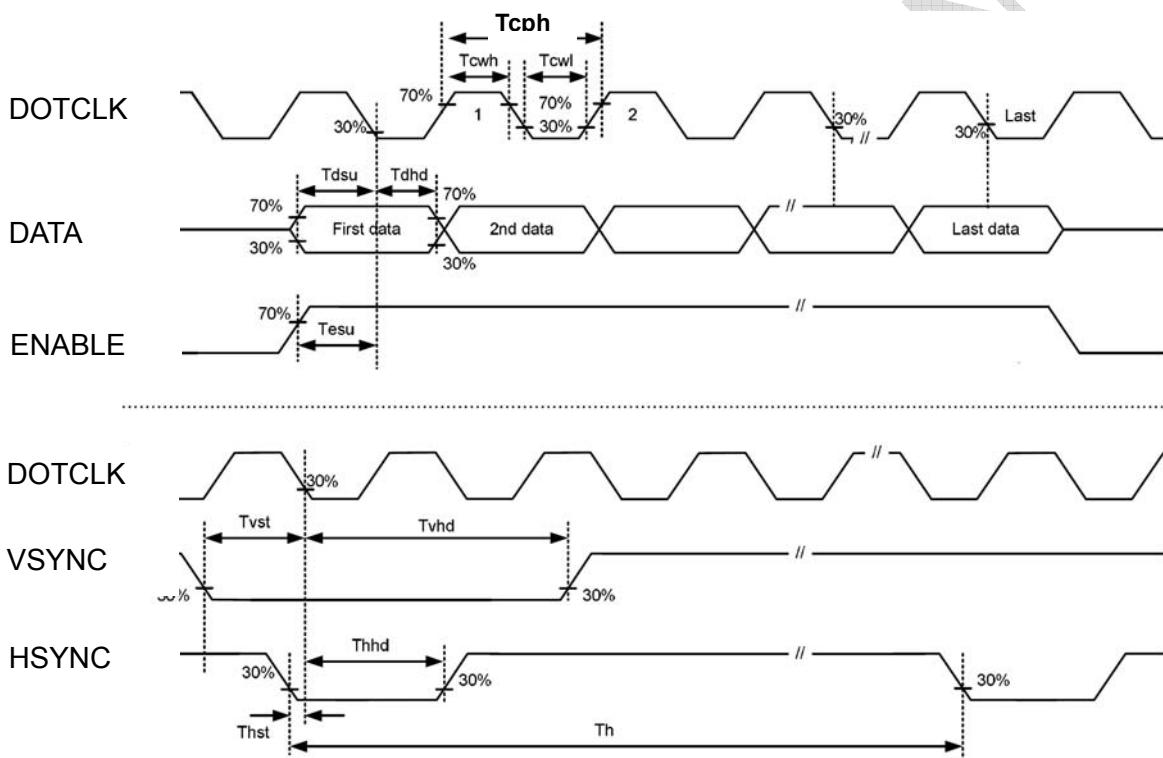 Tcph
Tcwh Tcwl
DOTCLK 70% 1 70% 2 30% Last
30% 30% // 30%
Tdsu Tdhd
70% 70% //
DATA First data 2nd data Last data
30% 30%
70% //
ENABLE Tesu
DOTCLK 30% //
Tvst Tvhd
VSYNC //
% 30%
HSYNC Thhd //
30% 30% 30%
Thst Th